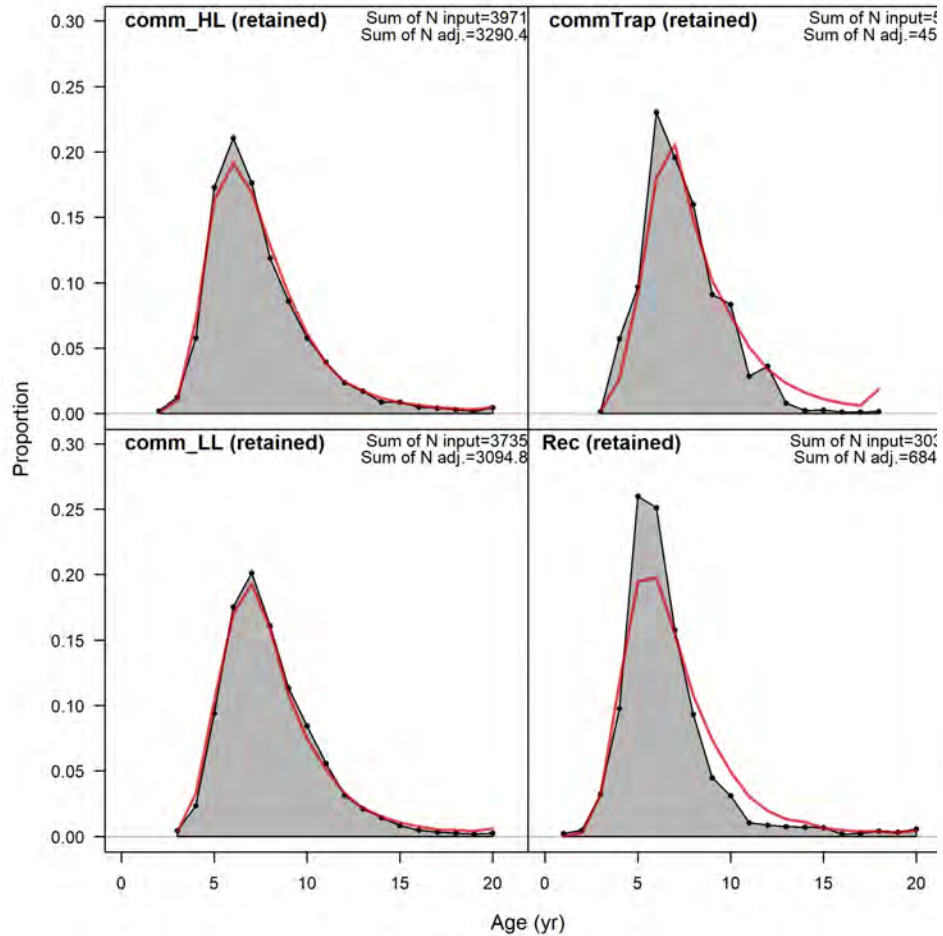 comm_HL (retained)
Sum of N input=3971
Sum of N adj.=3290.4
commTrap (retained)
Sum of N input=5
Sum of N adj.=45
0.30
0.25
0.20
0.15
0.10
0.05
0.00
comm_LL (retained)
Sum of N input=3735
Sum of N adj.=3094.8
Rec (retained)
Sum of N input=303
Sum of N adj.=684
0.30
0.25
0.20
0.15
0.10
0.05
0.00
Proportion
0 5 10 15 20
0 5 10 15 20
Age (yr)